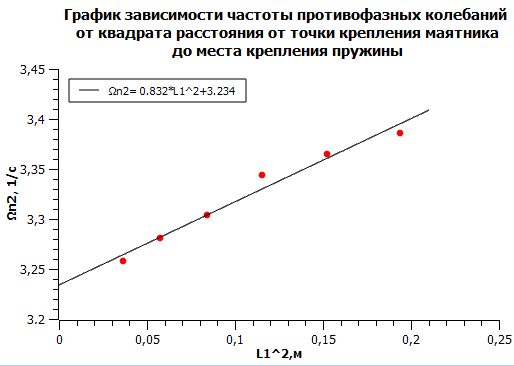 График зависимости частоты противофазных колебаний
от квадрата расстояния от точки крепления маятника
до места крепления пружины
3,45
Ωn2= 0.832*L1^2+3.234
3,4
3,35
3,3
3,25
3.2
Ωn2, 1/с
0
0,05
0,1
0,15
0,2
0,25
L1^2,м